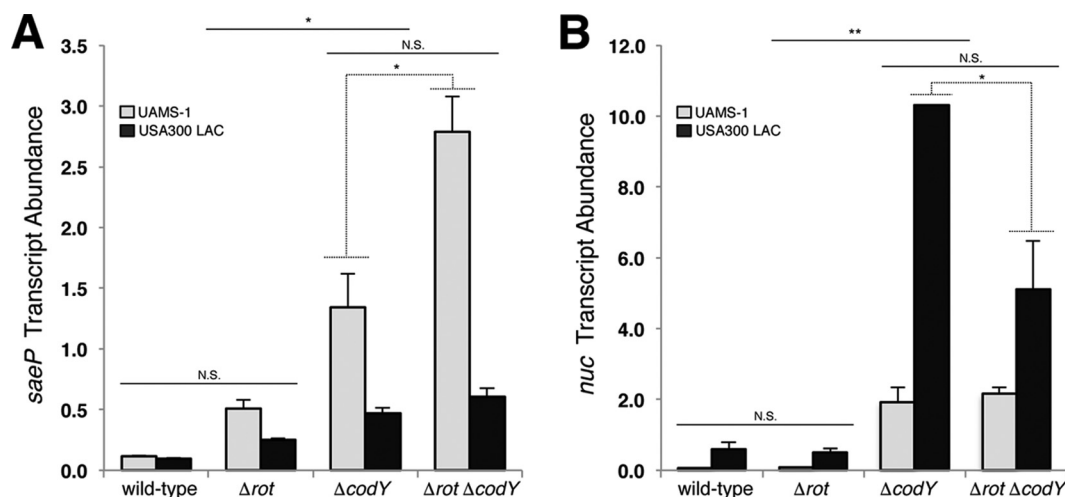 A
*
N.S.
*
UAMS-1
USA300 LAC
N.S.
saeP Transcript Abundance
3.5
3.0
2.5
2.0
1.5
1.0
0.5
0.0
wild-type Δrot ΔcodY Δrot ΔcodY
B
**
N.S.
*
UAMS-1
USA300 LAC
N.S.
nuc Transcript Abundance
12.0
10.0
8.0
6.0
4.0
2.0
0.0
wild-type Δrot ΔcodY Δrot ΔcodY